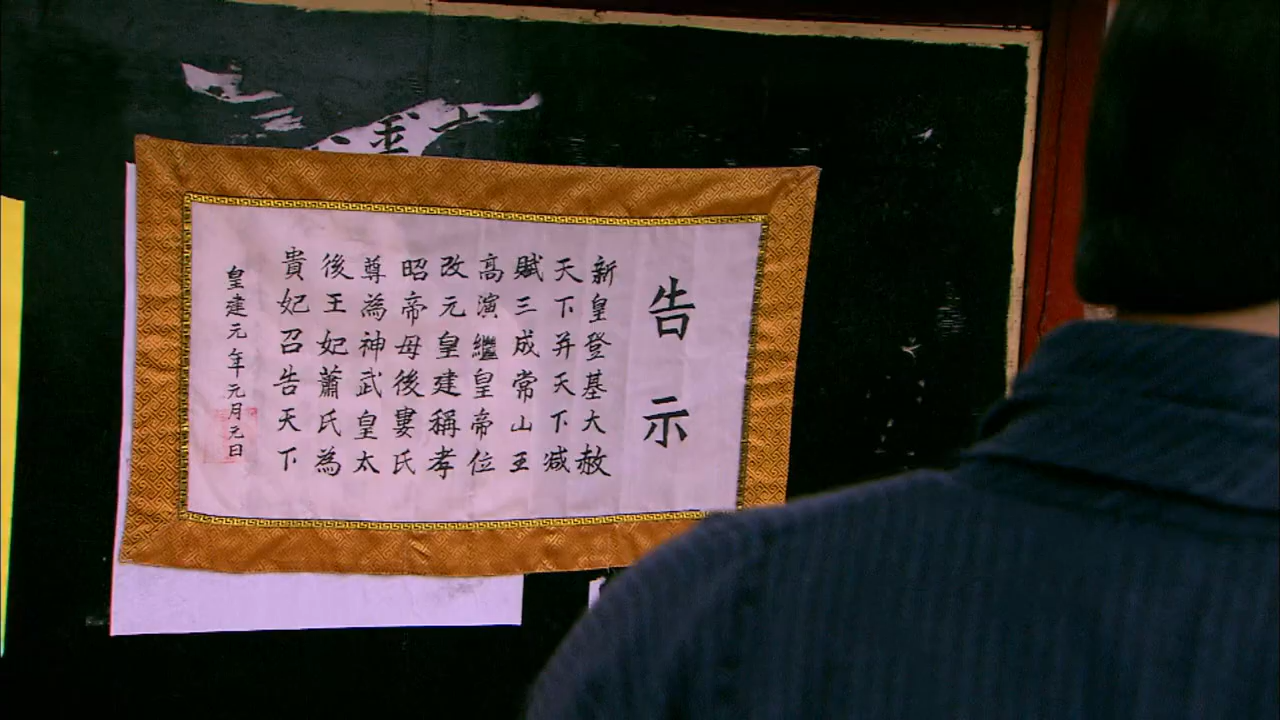 告示
新皇登基大赦
天下并天下减
賦三成常山王
高演繼皇帝位
改元皇建稱孝
昭帝母後婁氏
尊為神武皇太
後王妃蕭氏為
貴妃召告天下
皇建元年元月元日